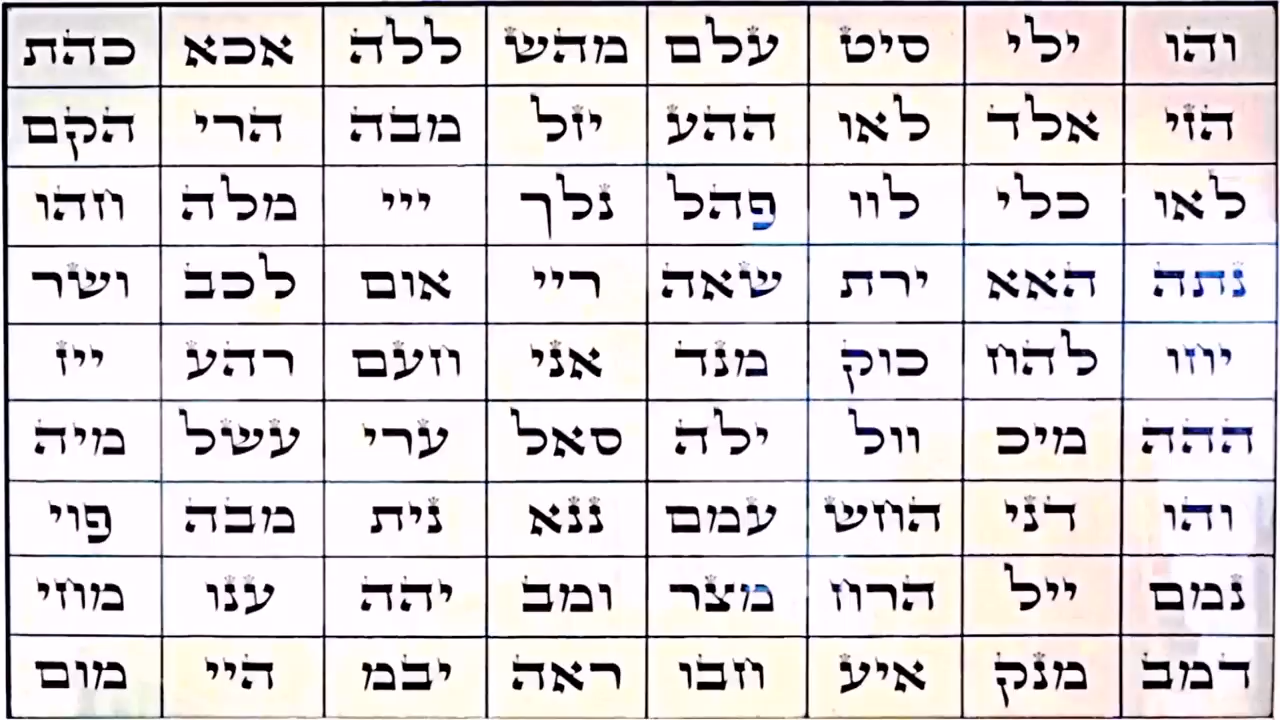 והו ילי סיט עלם מהש ללה אכא כהת
הזי אלד לאו ההע יזל מבה הרי הקם
לאו כלי לוו פהל נלך ייי מלה חהו
נתה האא ירת שאה ריי אום לכב ושר
יחו להח כוק מנד אני חעם רהע ייז
ההה מיכ וול ילה סאל ערי עשל מיה
והו דני החש עמם ננא נית מבה פוי
נמם ייל הרח מצר ומב יהה ענו מחי
דמב מנק איע חבו ראה יבמ היי מום